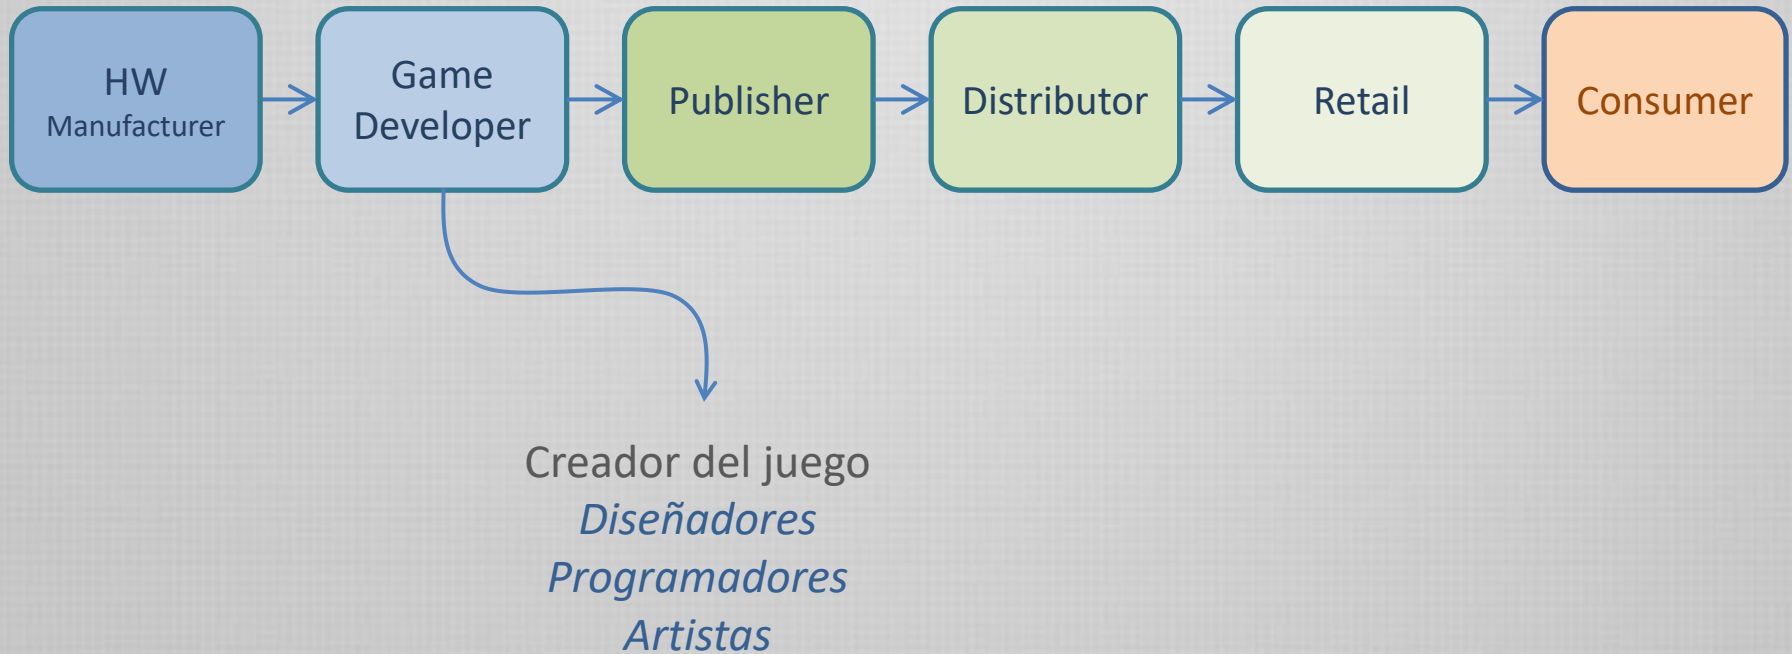 HW
Manufacturer
Game
Developer
Publisher
Distributor
Retail
Consumer
Creador del juego
Diseñadores
Programadores
Artistas